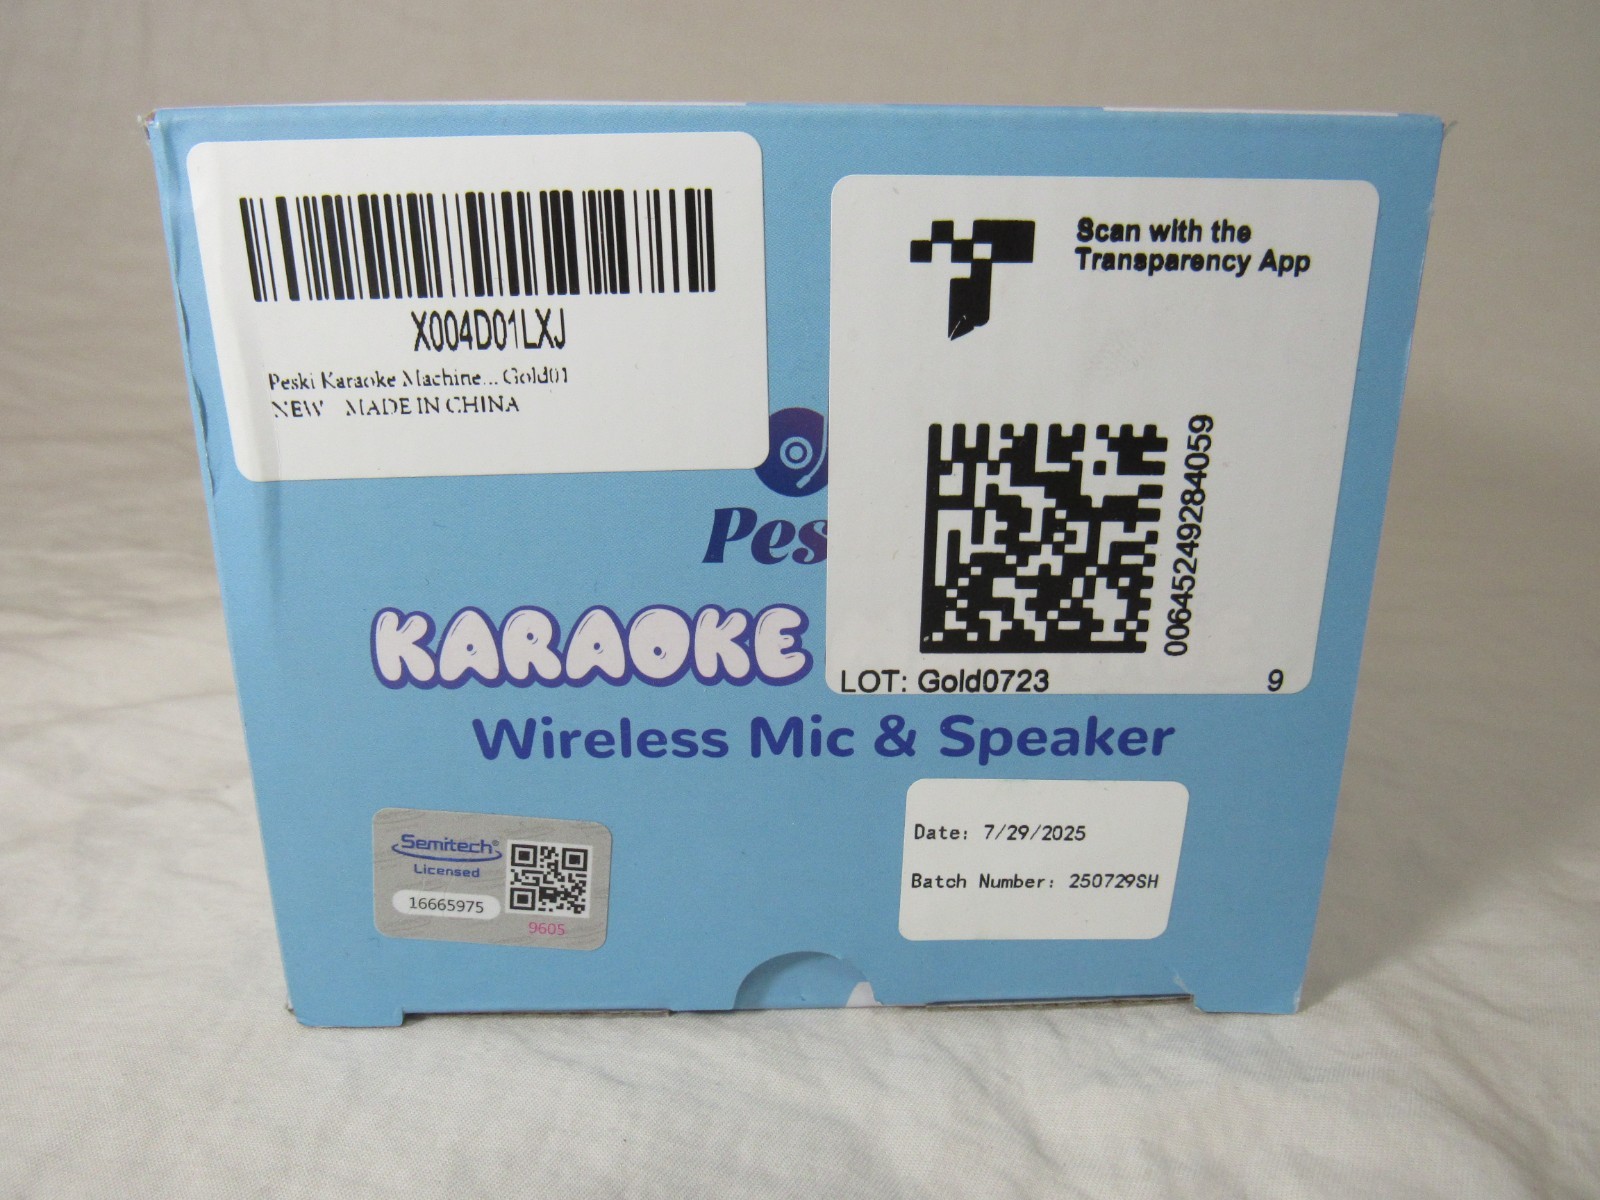 X004D01LXJ
Peski Karaoke Machine... Gold01
NEW MADE IN CHINA
Scan with the
Transparency App
00645249284059
LOT: Gold0723 9
Pes
KARAOKE
Wireless Mic & Speaker
Semitech®
Licensed
16665975
9605
Date: 7/29/2025
Batch Number: 250729SH